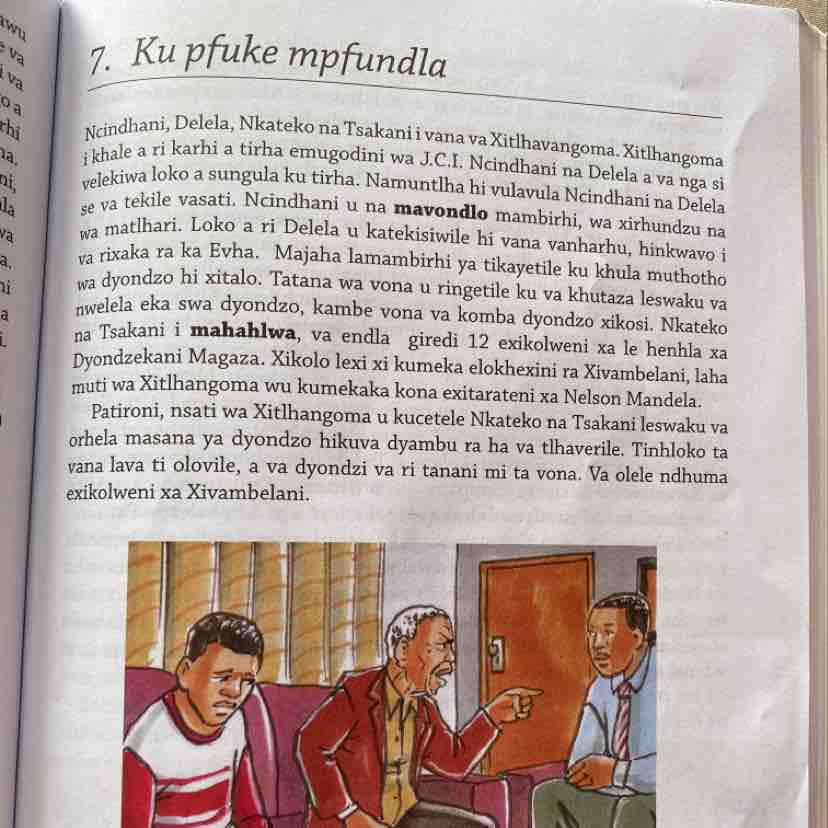 7. Ku pfuke mpfundla
Ncindhani, Delela, Nkateko na Tsakani i vana va Xitlhavangoma. Xitlhangoma
i khale a ri karhi a tirha emugodini wa J.C.I. Ncindhani na Delela a va nga si
velekiwa loko a sungula ku tirha. Namuntlha hi vulavula Ncindhani na Delela
se va tekile vasati. Ncindhani u na mavondlo mambirhi, wa xirhundzu na
wa matlhari. Loko a ri Delela u katekisiwile hi vana vanharhu, hinkwavo i
va rixaka ra ka Evha. Majaha lamambirhi ya tikayetile ku khula muthotho
wa dyondzo hi xitalo. Tatana wa vona u ringetile ku va khutaza leswaku va
nwelela eka swa dyondzo, kambe vona va komba dyondzo xikosi. Nkateko
na Tsakani i mahahlwa, va endla giredi 12 exikolweni xa le henhla xa
Dyondzekani Magaza. Xikolo lexi xi kumeka elokhexini ra Xivambelani, laha
muti wa Xitlhangoma wu kumekaka kona exitarateni xa Nelson Mandela.
Patironi, nsati wa Xitlhangoma u kucetele Nkateko na Tsakani leswaku va
orhela masana ya dyondzo hikuva dyambu ra ha va tlhaverile. Tinhloko ta
vana lava ti olovile, a va dyondzi va ri tanani mi ta vona. Va olele ndhuma
exikolweni xa Xivambelani.